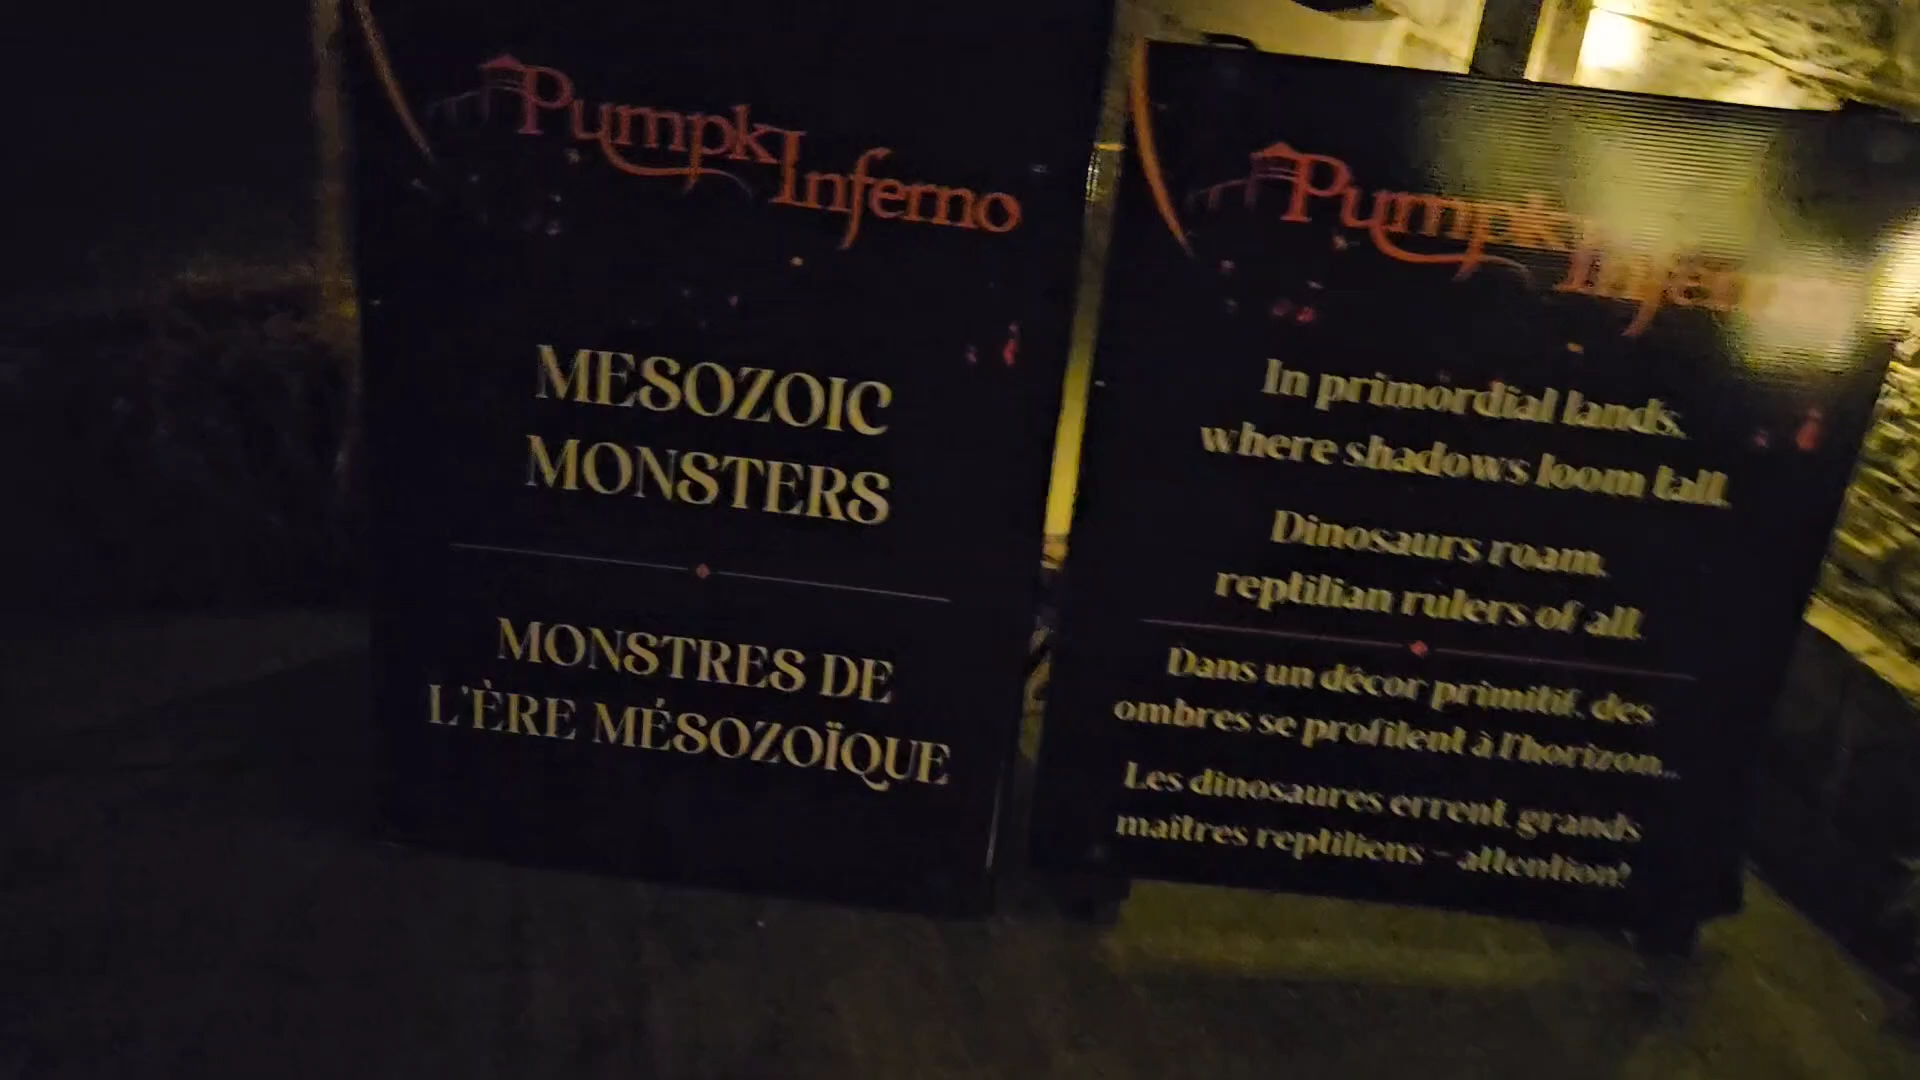 PumpkInferno
MESOZOIC
MONSTERS
MONSTRES DE
L'ÈRE MÉSOZOÏQUE
PumpkInferno
In primordial lands,
where shadows loom tall,
Dinosaurs roam,
reptilian rulers of all.
Dans un décor primitif, des
ombres se profilent à l'horizon...
Les dinosaures errent, grands
maîtres reptiliens – attention!